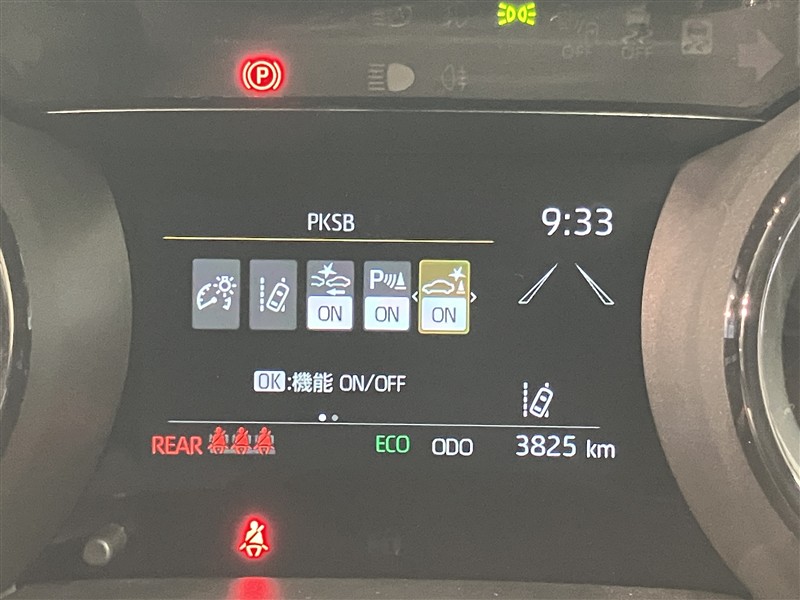 OFF
OFF
P
PKSB
9:33
P
ON
ON
ON
OK:機能 ON/OFF
REAR
ECO
ODO
3825 km